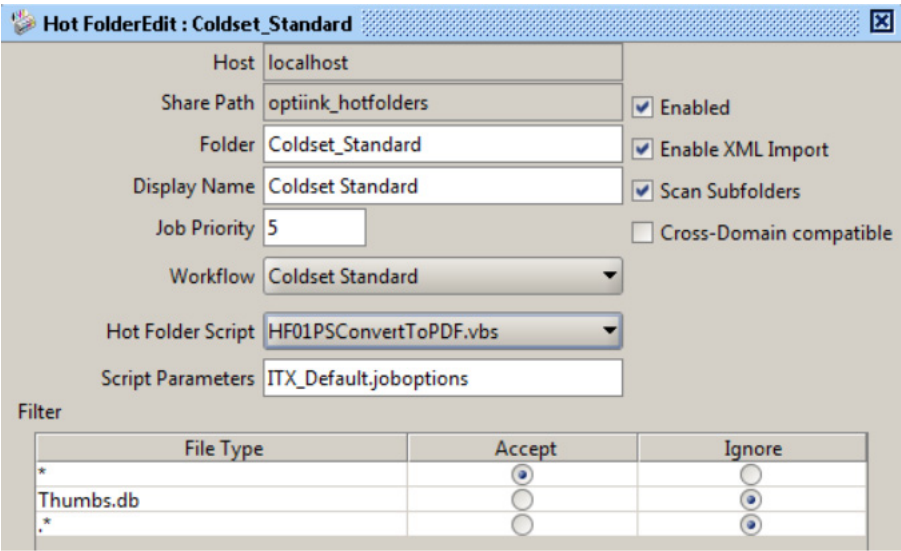 Hot FolderEdit : Coldset_Standard
Host localhost
Share Path optiink_hotfolders
Enabled
Folder Coldset_Standard
Enable XML Import
Display Name Coldset Standard
Scan Subfolders
Job Priority 5
Cross-Domain compatible
Workflow Coldset Standard
Hot Folder Script HF01PSConvertToPDF.vbs
Script Parameters ITX_Default.joboptions
Filter
File Type Accept Ignore
*
Thumbs.db
.*